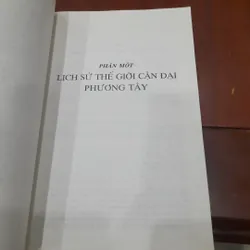 PHẦN MỘT
LỊCH SỬ THẾ GIỚI CẬN ĐẠI
PHƯƠNG TÂY